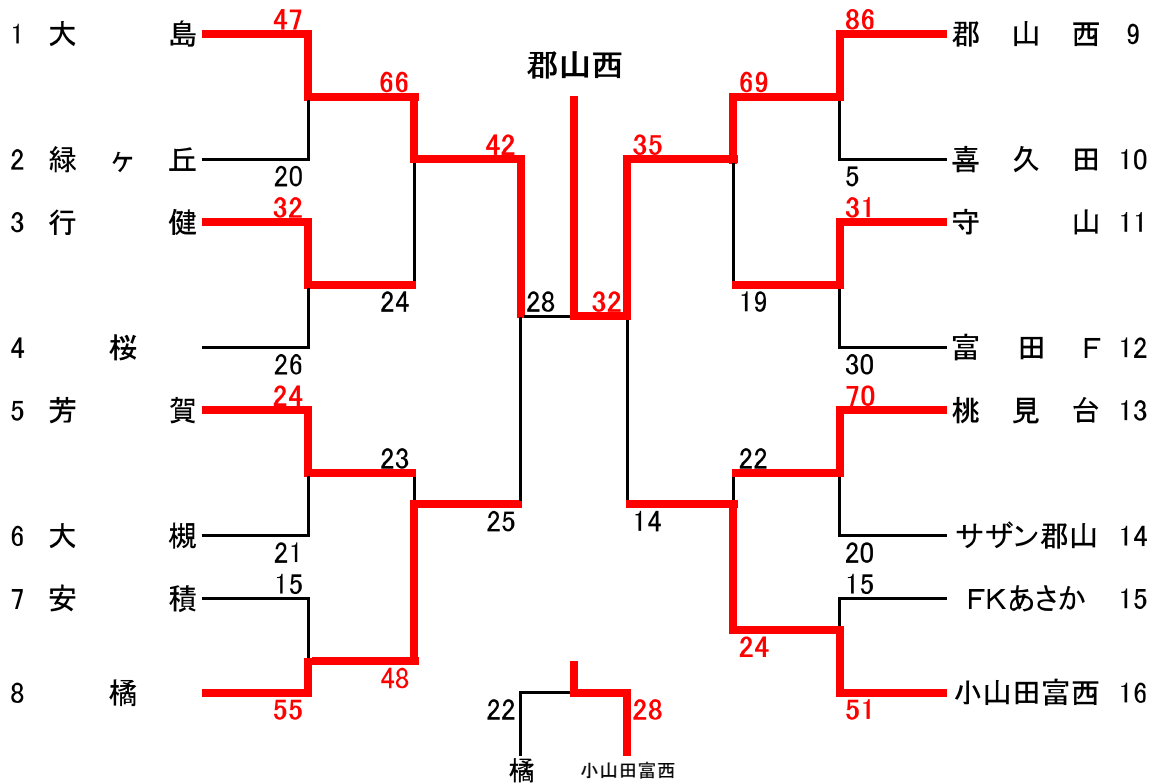 47
86
1 大 島
郡 山 西 9
郡山西
66
69
42
35
2 緑 ヶ 丘
喜 久 田 10
20
5
32
31
3 行 健
守 山 11
24
28
32
19
4 桜
富 田 F 12
26
30
24
70
5 芳 賀
桃 見 台 13
23
22
25
14
6 大 槻
サザン郡山 14
21
20
15
15
7 安 積
FKあさか 15
24
48
8 橘
小山田富西 16
55
22
28
51
橘
小山田富西